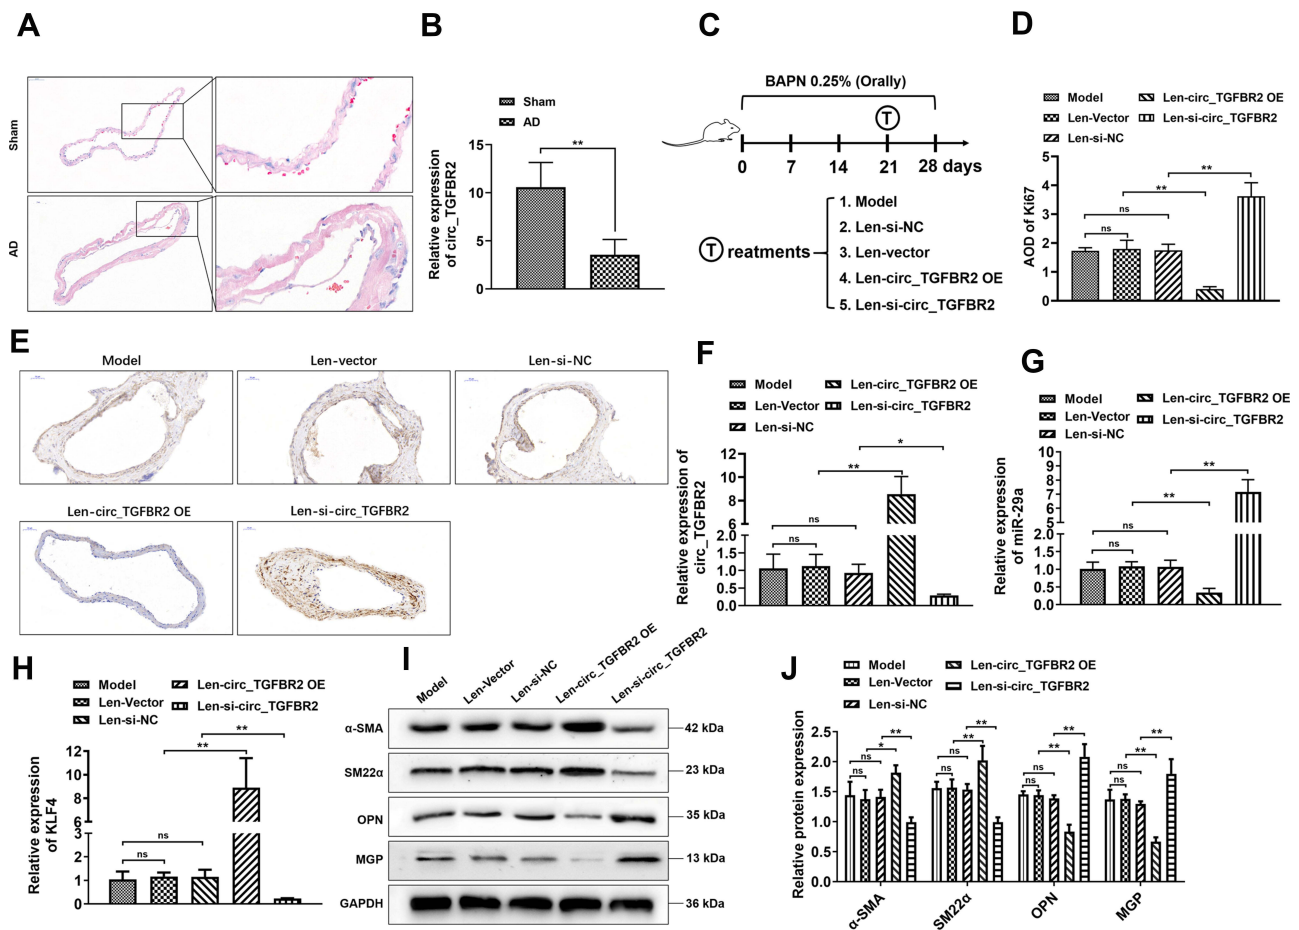 A
Sham
AD
B
Sham
AD
Relative expression
of circ_TGFBR2
15
10
5
0
**
C
BAPN 0.25% (Orally)
T
0 7 14 21 28 days
T reatments
1. Model
2. Len-si-NC
3. Len-vector
4. Len-circ_TGFBR2 OE
5. Len-si-circ_TGFBR2
D
Model
Len-Vector
Len-si-NC
Len-circ_TGFBR2 OE
Len-si-circ_TGFBR2
AOD of Ki67
5
4
3
2
1
0
**
**
ns
ns
E
Model
Len-vector
Len-si-NC
Len-circ_TGFBR2 OE
Len-si-circ_TGFBR2
F
Model
Len-Vector
Len-si-NC
Len-circ_TGFBR2 OE
Len-si-circ_TGFBR2
Relative expression of
circ_TGFBR2
12
10
8
6
2.0
1.5
1.0
0.5
0.0
*
**
ns
ns
G
Model
Len-Vector
Len-si-NC
Len-circ_TGFBR2 OE
Len-si-circ_TGFBR2
Relative expression
of miR-29a
10
9
8
7
6
5
2.0
1.5
1.0
0.5
0.0
**
**
ns
ns
H
Model
Len-Vector
Len-si-NC
Len-circ_TGFBR2 OE
Len-si-circ_TGFBR2
Relative expression
of KLF4
12
10
8
6
3
2
1
0
**
**
ns
ns
I
Model
Len-Vector
Len-si-NC
Len-circ_TGFBR2 OE
Len-si-circ_TGFBR2
α-SMA 42 kDa
SM22α 23 kDa
OPN 35 kDa
MGP 13 kDa
GAPDH 36 kDa
J
Model
Len-Vector
Len-si-NC
Len-circ_TGFBR2 OE
Len-si-circ_TGFBR2
Relative protein expression
2.5
2.0
1.5
1.0
0.5
0.0
** ** ** **
* ** ** **
ns ns ns ns
ns ns ns ns
α-SMA
SM22α
OPN
MGP